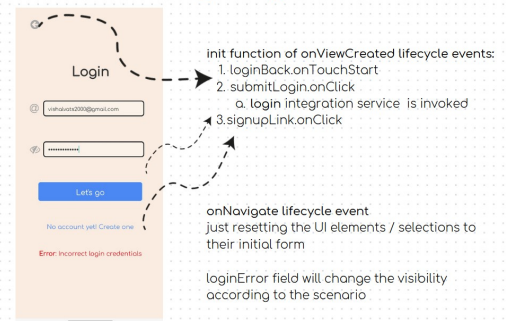 Login
@
vishalvats2000@gmail.com
Let's go
No account yet! Create one
Error: Incorrect login credentials
init function of onViewCreated lifecycle events:
1. loginBack.onTouchStart
2. submitLogin.onClick
a. login integration service is invoked
3.signupLink.onClick
onNavigate lifecycle event
just resetting the UI elements / selections to
their initial form
loginError field will change the visibility
according to the scenario